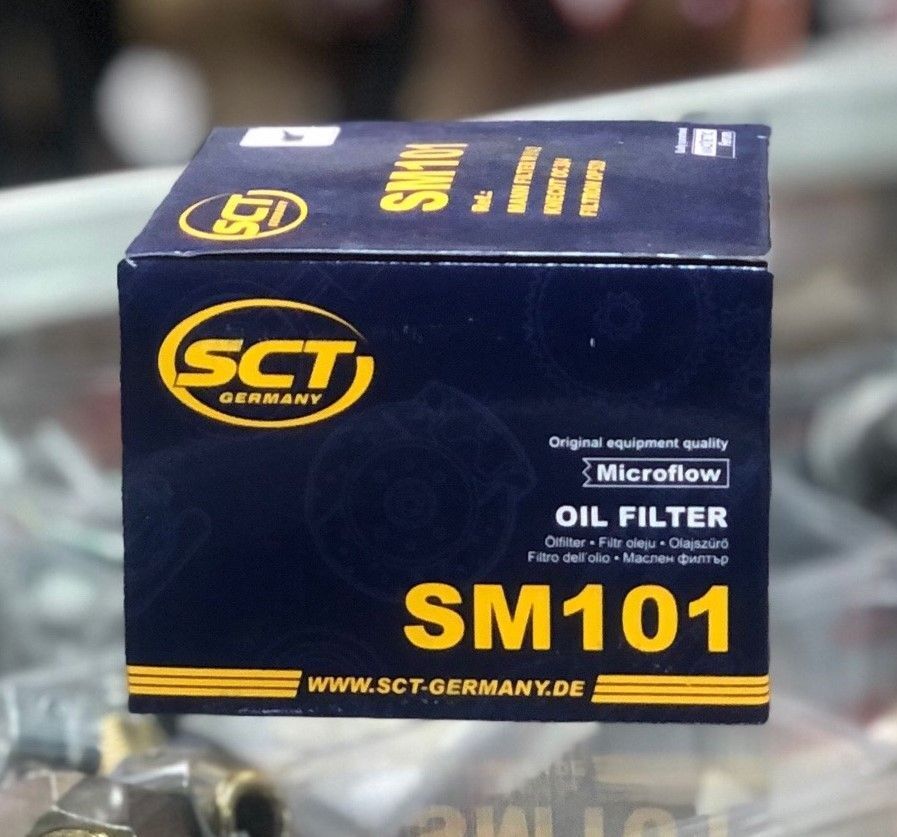 SCT
GERMANY
SM101
Ref.:
SCT
GERMANY
Original equipment quality
Microflow
OIL FILTER
Ölfilter • Filtr oleju • Olajszűrő
Filtro dell'olio • Маслен филтър
SM101
WWW.SCT-GERMANY.DE